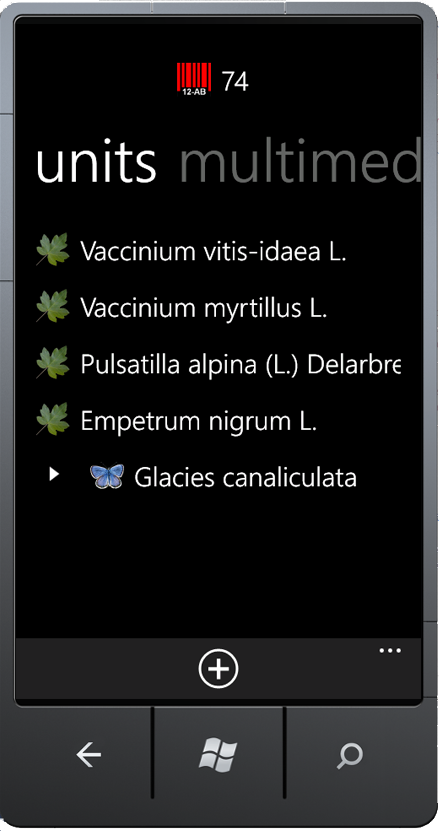 12-AB
74
units multimed
Vaccinium vitis-idaea L.
Vaccinium myrtillus L.
Pulsatilla alpina (L.) Delarbre
Empetrum nigrum L.
Glacies canaliculata